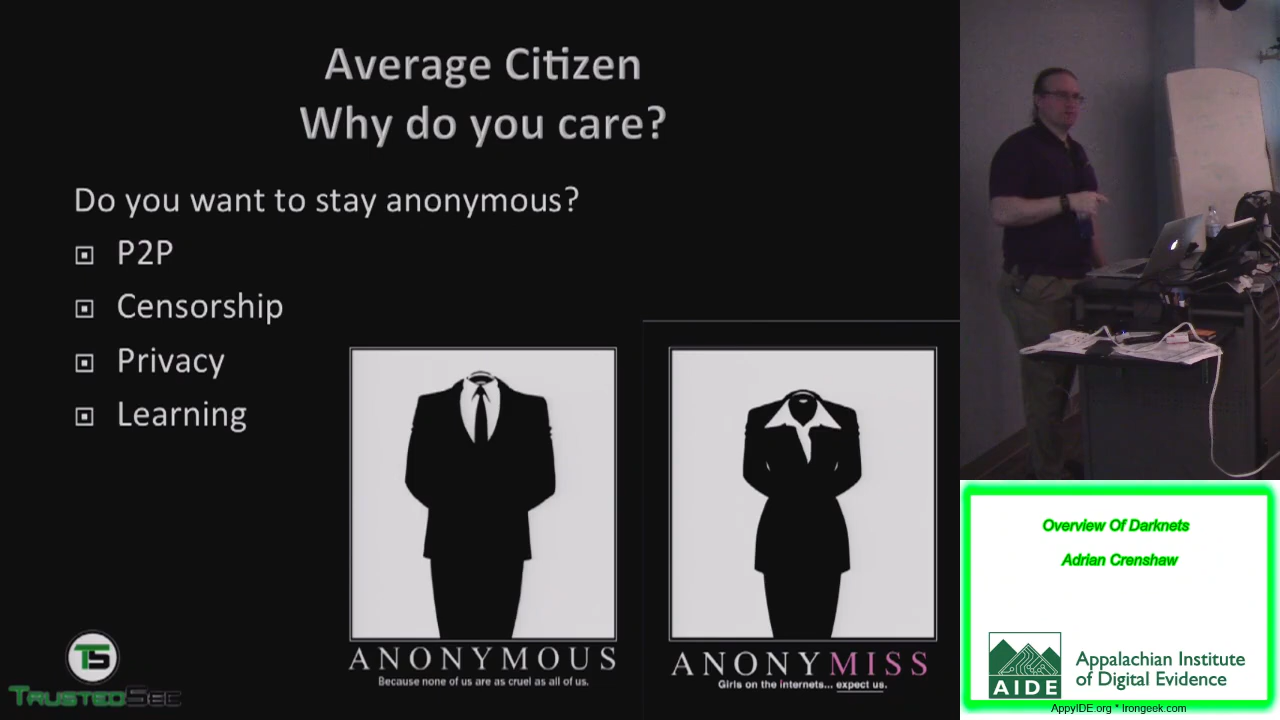 Average Citizen
Why do you care?
Do you want to stay anonymous?
P2P
Censorship
Privacy
Learning
ANONYMOUS
Because none of us are as cruel as all of us.
ANONYMISS
Girls on the internets... expect us.
TS
TRUSTEDSEC
Overview Of Darknets
Adrian Crenshaw
AIDE
Appalachian Institute
of Digital Evidence
AppyIDE.org * Irongeek.com